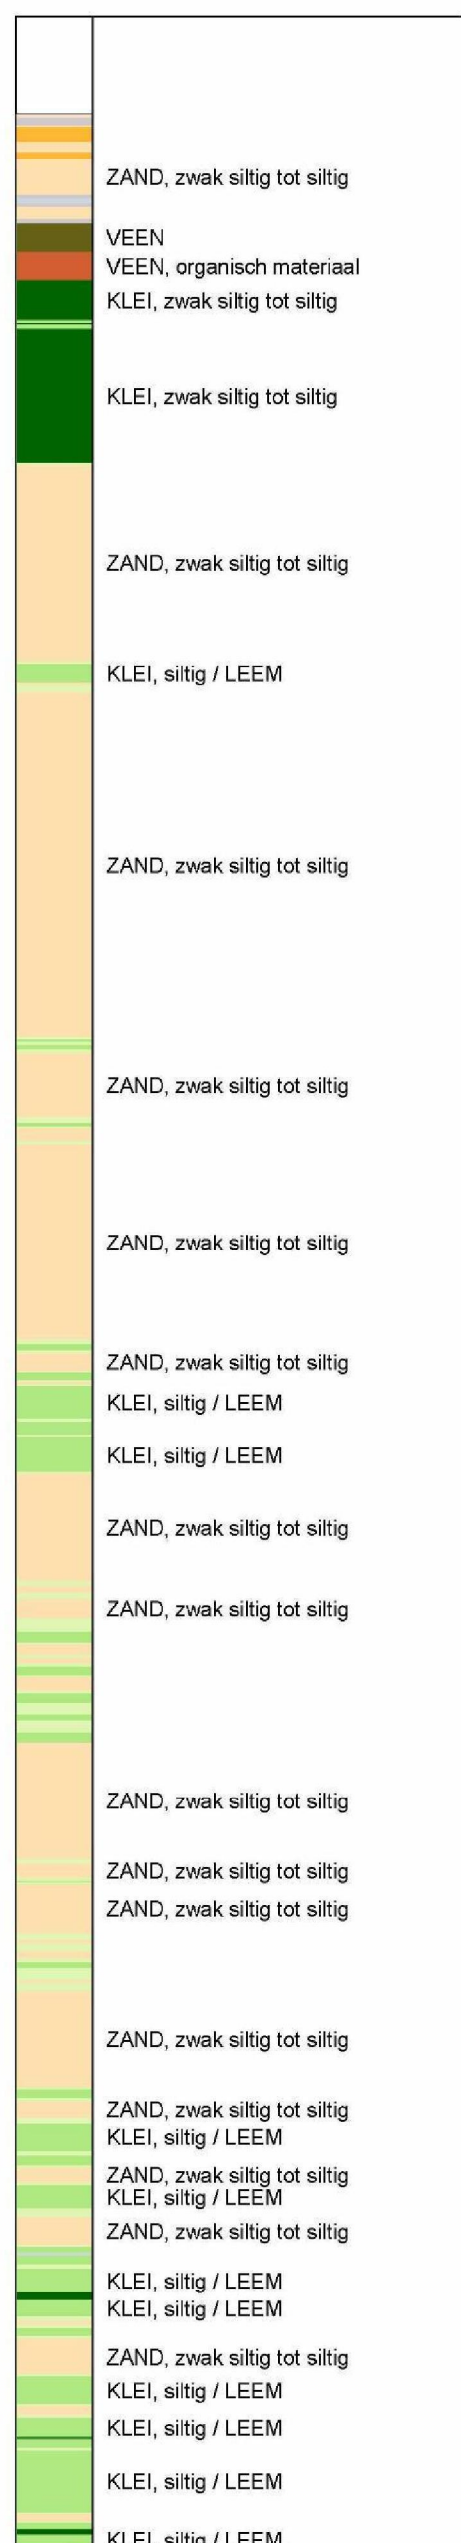 ZAND, zwak siltig tot siltig
VEEN
VEEN, organisch materiaal
KLEI, zwak siltig tot siltig
KLEI, zwak siltig tot siltig
ZAND, zwak siltig tot siltig
KLEI, siltig / LEEM
ZAND, zwak siltig tot siltig
ZAND, zwak siltig tot siltig
ZAND, zwak siltig tot siltig
ZAND, zwak siltig tot siltig
KLEI, siltig / LEEM
KLEI, siltig / LEEM
ZAND, zwak siltig tot siltig
ZAND, zwak siltig tot siltig
ZAND, zwak siltig tot siltig
ZAND, zwak siltig tot siltig
ZAND, zwak siltig tot siltig
ZAND, zwak siltig tot siltig
ZAND, zwak siltig tot siltig
KLEI, siltig / LEEM
ZAND, zwak siltig tot siltig
KLEI, siltig / LEEM
ZAND, zwak siltig tot siltig
KLEI, siltig / LEEM
KLEI, siltig / LEEM
ZAND, zwak siltig tot siltig
KLEI, siltig / LEEM
KLEI, siltig / LEEM
KLEI, siltig / LEEM
KLEI, siltig / LEEM